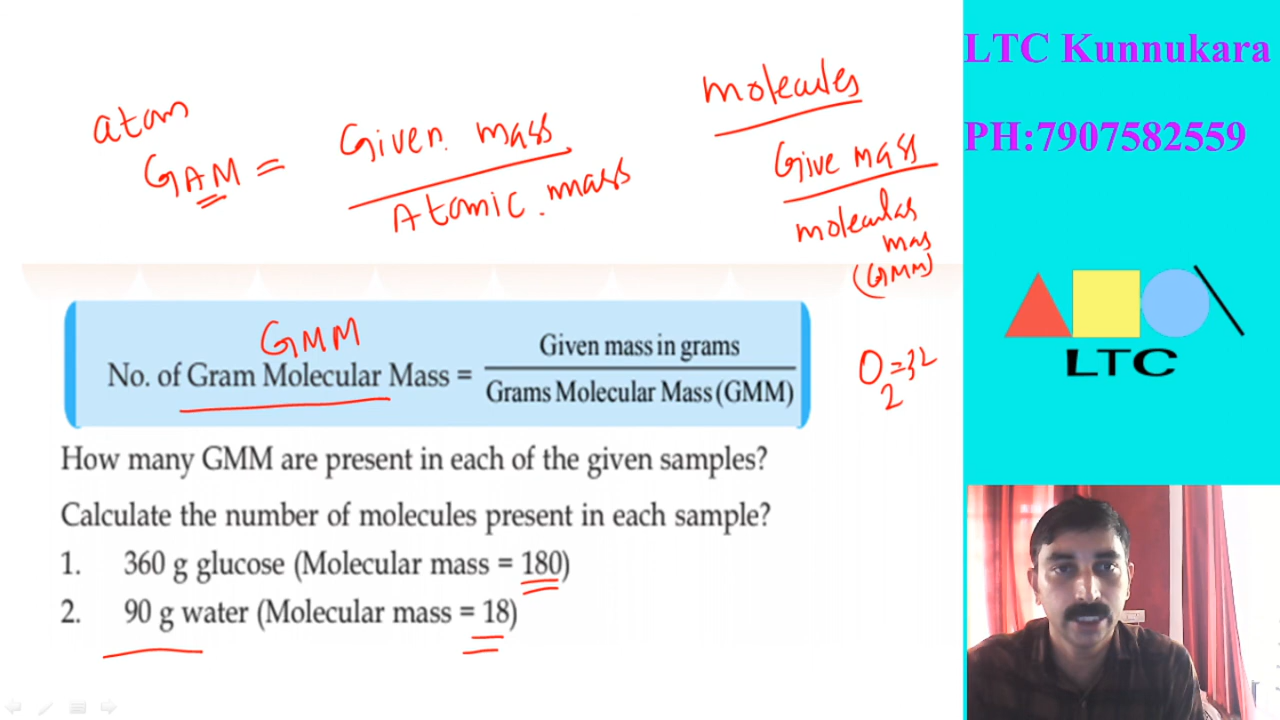 atom
GAM =
Given mass
Atomic mass
molecules
Give mass
molecular
mas
(GMM)
O2 = 32
GMM
No. of Gram Molecular Mass =
Given mass in grams
Grams Molecular Mass (GMM)
How many GMM are present in each of the given samples?
Calculate the number of molecules present in each sample?
1. 360 g glucose (Molecular mass = 180)
2. 90 g water (Molecular mass = 18)
LTC Kunnukara
PH:7907582559
LTC